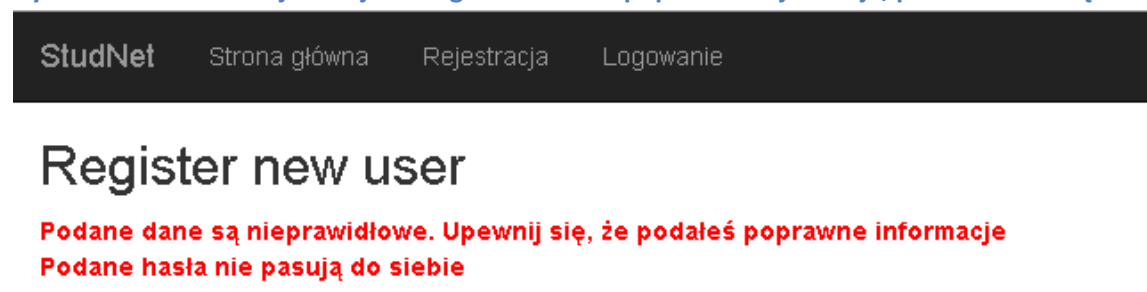 StudNet Strona główna Rejestracja Logowanie
Register new user
Podane dane są nieprawidłowe. Upewnij się, że podałeś poprawne informacje
Podane hasła nie pasują do siebie